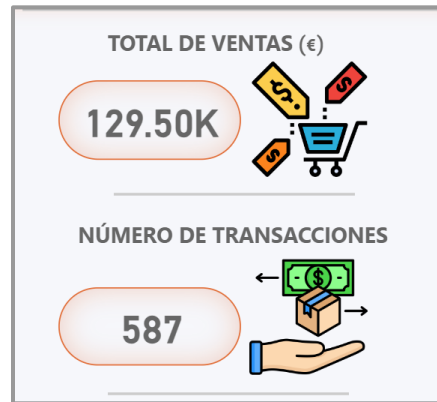 TOTAL DE VENTAS (€)
129.50K
NÚMERO DE TRANSACCIONES
587